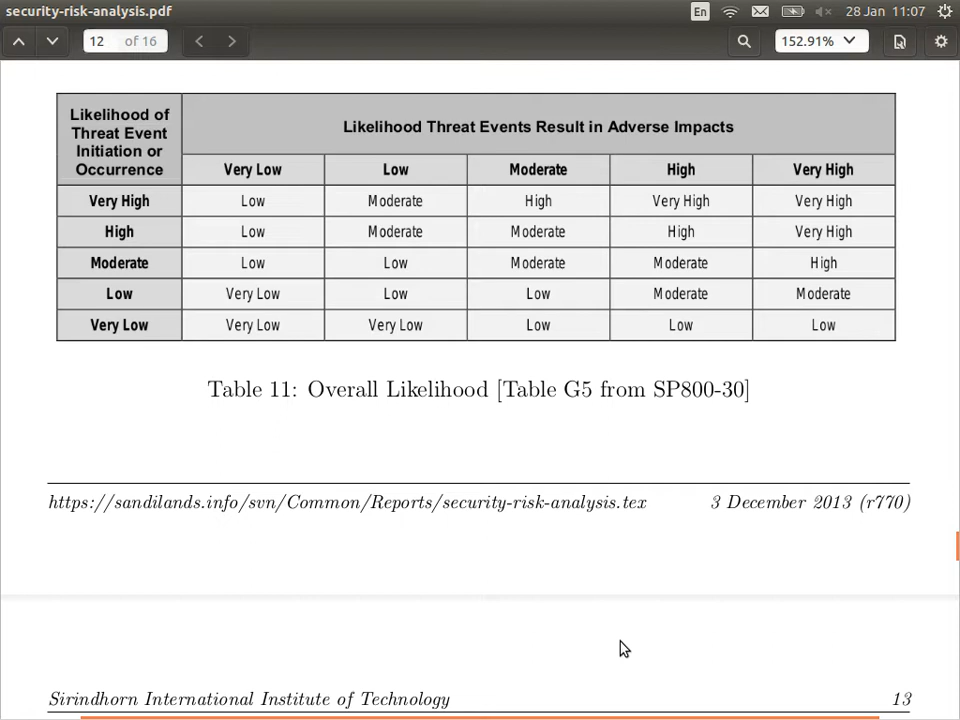 security-risk-analysis.pdf En 28 Jan 11:07
12 of 16 152.91%
Likelihood of Threat Event Initiation or Occurrence Likelihood Threat Events Result in Adverse Impacts
Very Low Low Moderate High Very High
Very High Low Moderate High Very High Very High
High Low Moderate Moderate High Very High
Moderate Low Low Moderate Moderate High
Low Very Low Low Low Moderate Moderate
Very Low Very Low Very Low Low Low Low
Table 11: Overall Likelihood [Table G5 from SP800-30]
https://sandilands.info/svn/Common/Reports/security-risk-analysis.tex 3 December 2013 (r770)
Sirindhorn International Institute of Technology 13